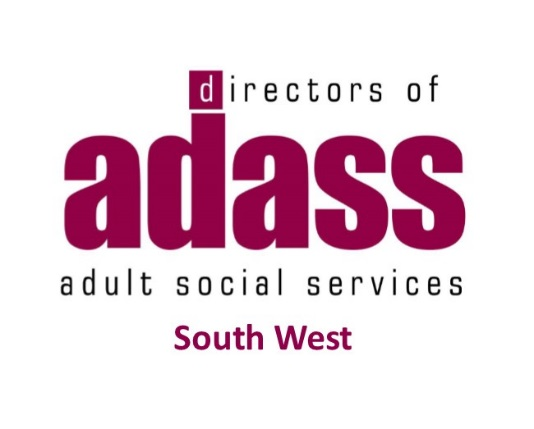 directors of
adass
adult social services
South West